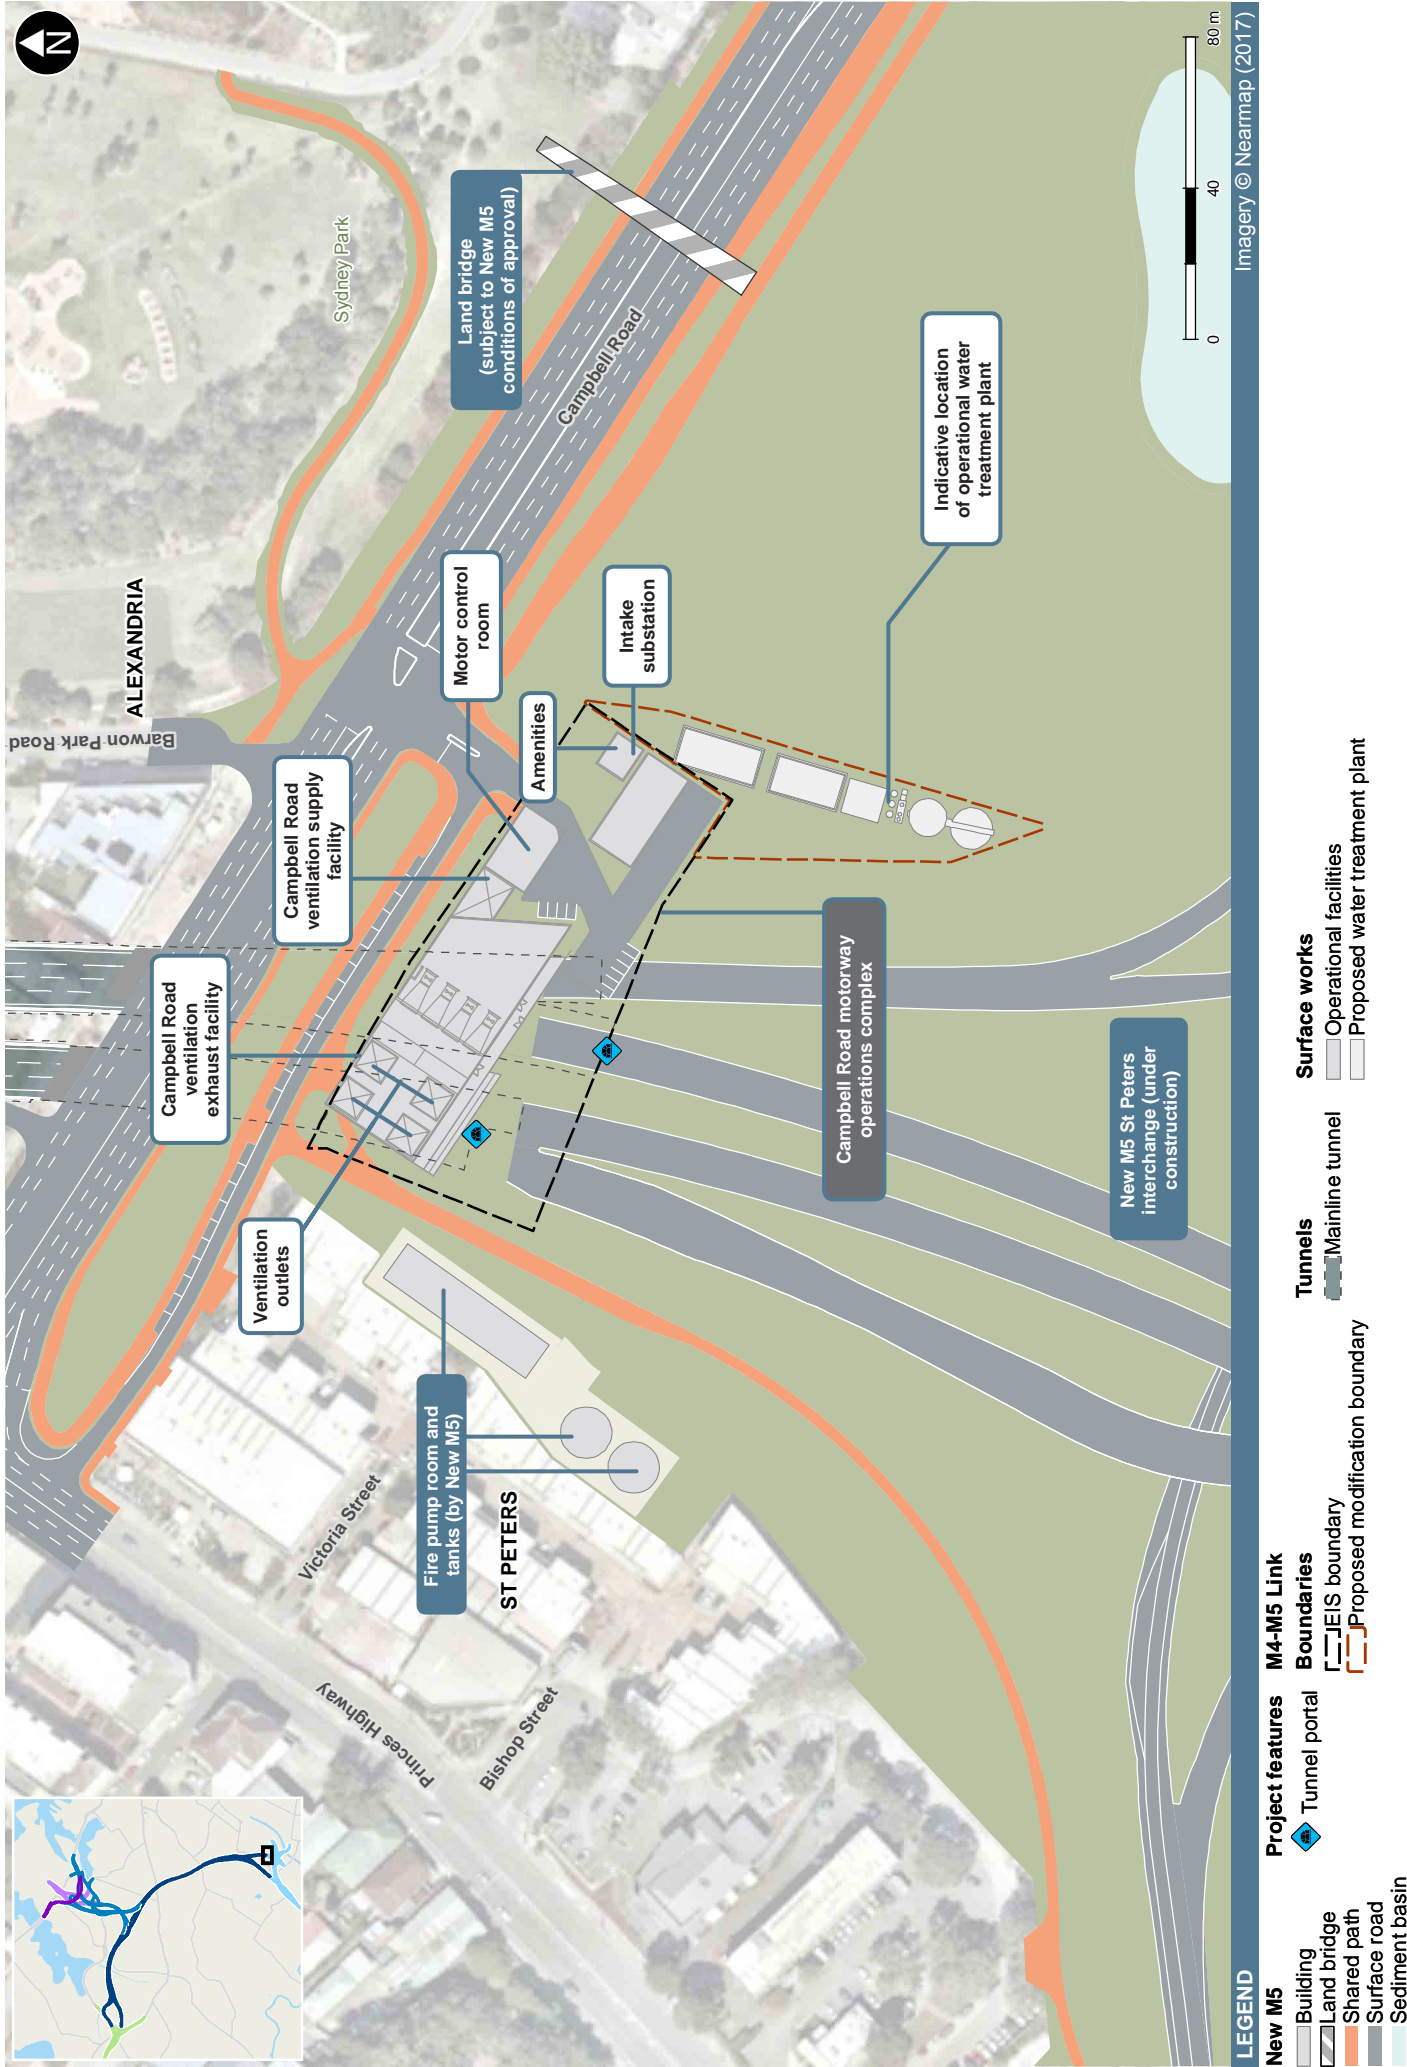 N
Sydney Park
ALEXANDRIA
Barwon Park Road
Land bridge
(subject to New M5
conditions of approval)
Campbell Road
Motor control
room
Intake
substation
Amenities
Campbell Road
ventilation supply
facility
Campbell Road
ventilation
exhaust facility
Ventilation
outlets
Indicative location
of operational water
treatment plant
Campbell Road motorway
operations complex
New M5 St Peters
interchange (under
construction)
Fire pump room and
tanks (by New M5)
ST PETERS
Victoria Street
Princes Highway
Bishop Street
0
40
80 m
Imagery © Nearmap (2017)
LEGEND
New M5
Building
Land bridge
Shared path
Surface road
Sediment basin
Project features
Tunnel portal
M4-M5 Link
Boundaries
EIS boundary
Proposed modification boundary
Tunnels
Mainline tunnel
Surface works
Operational facilities
Proposed water treatment plant